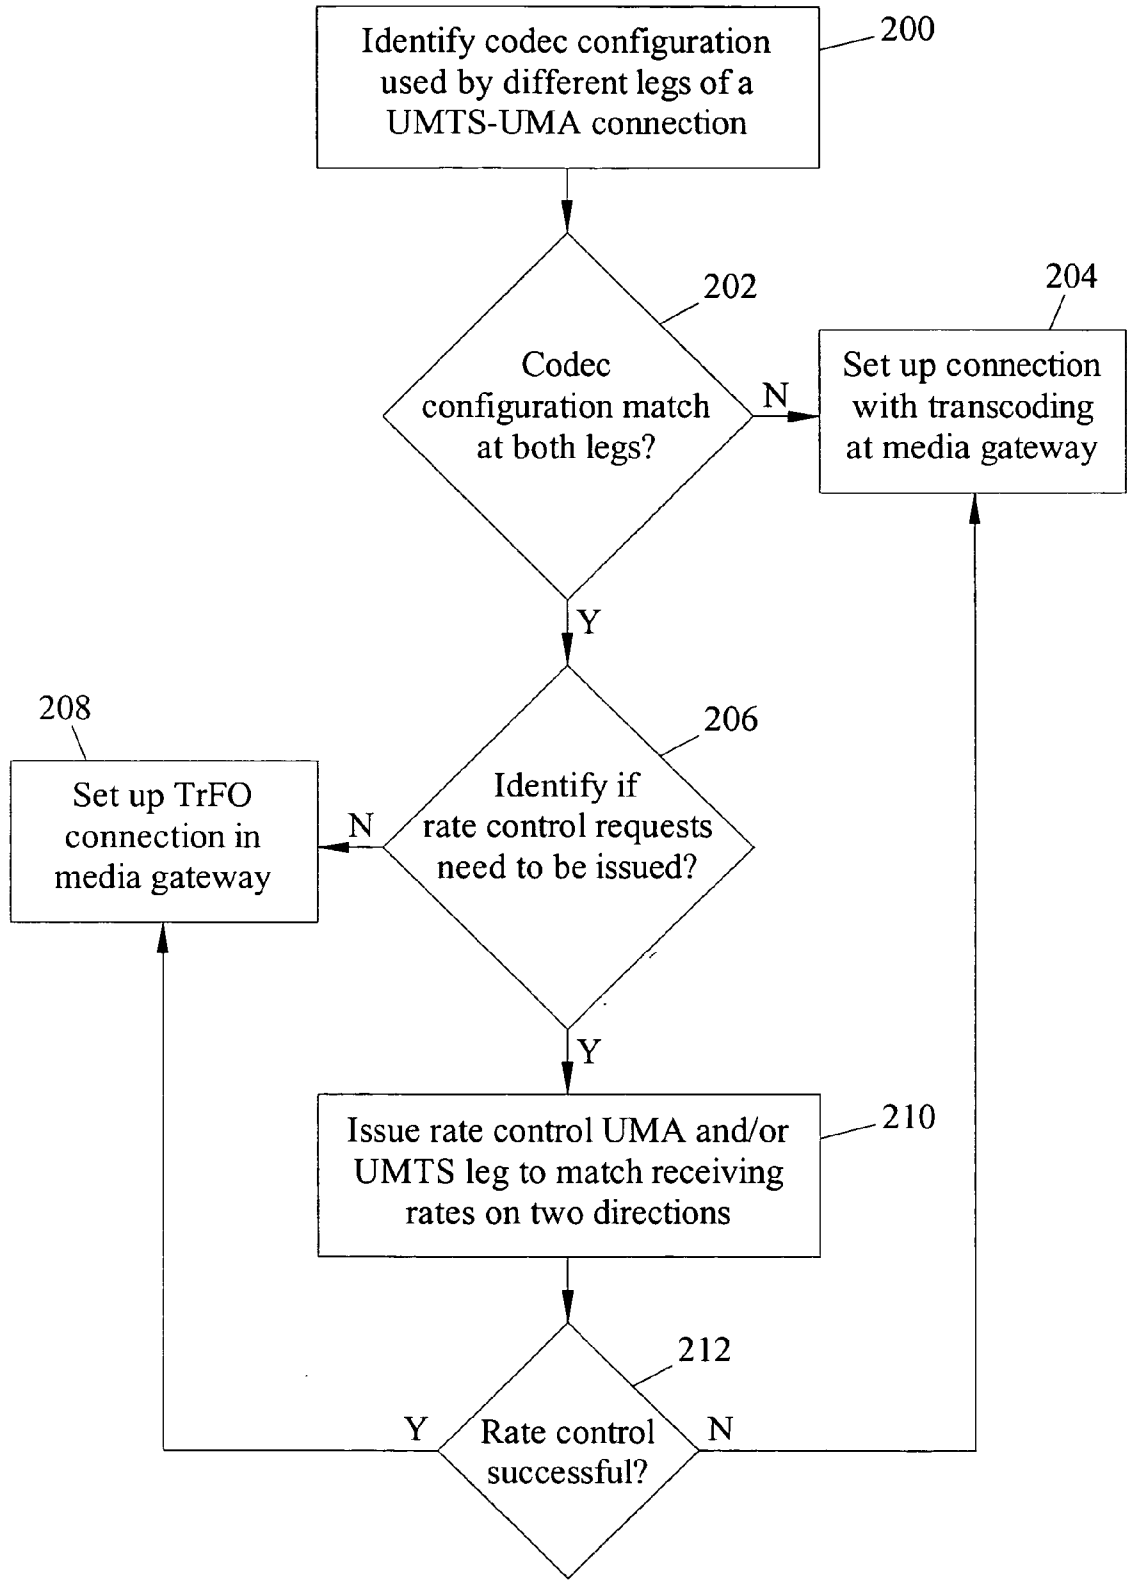 Identify codec configuration
used by different legs of a
UMTS-UMA connection
200
202
Codec
configuration match
at both legs?
N
204
Set up connection
with transcoding
at media gateway
Y
206
Identify if
rate control requests
need to be issued?
N
208
Set up TrFO
connection in
media gateway
Y
Issue rate control UMA and/or
UMTS leg to match receiving
rates on two directions
210
212
Rate control
successful?
Y
N